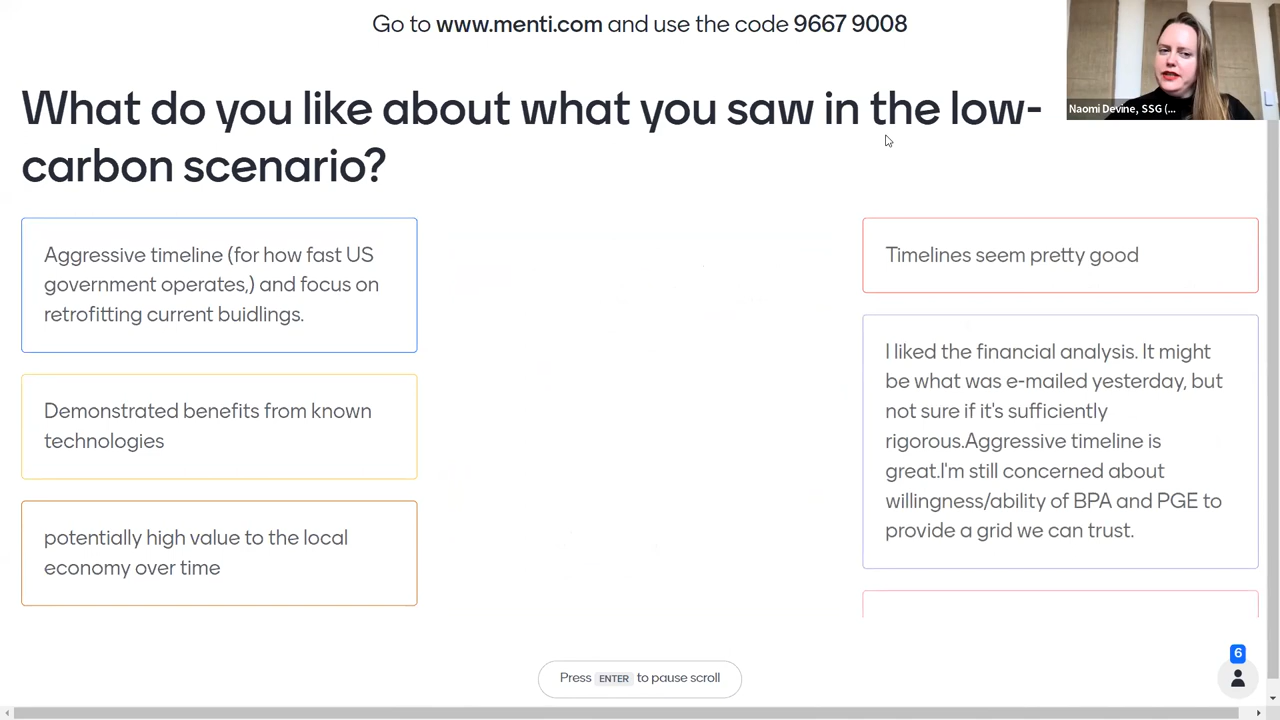 Go to www.menti.com and use the code 9667 9008
Naomi Devine, SSG (...
What do you like about what you saw in the low-
carbon scenario?
Aggressive timeline (for how fast US
government operates,) and focus on
retrofitting current buidlings.
Demonstrated benefits from known
technologies
potentially high value to the local
economy over time
Timelines seem pretty good
I liked the financial analysis. It might
be what was e-mailed yesterday, but
not sure if it's sufficiently
rigorous.Aggressive timeline is
great.I'm still concerned about
willingness/ability of BPA and PGE to
provide a grid we can trust.
Press ENTER to pause scroll
6